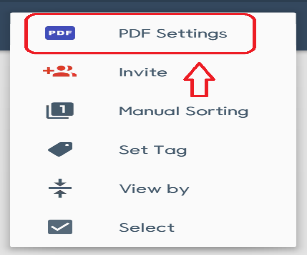 PDF PDF Settings
Invite
1 Manual Sorting
Set Tag
View by
Select